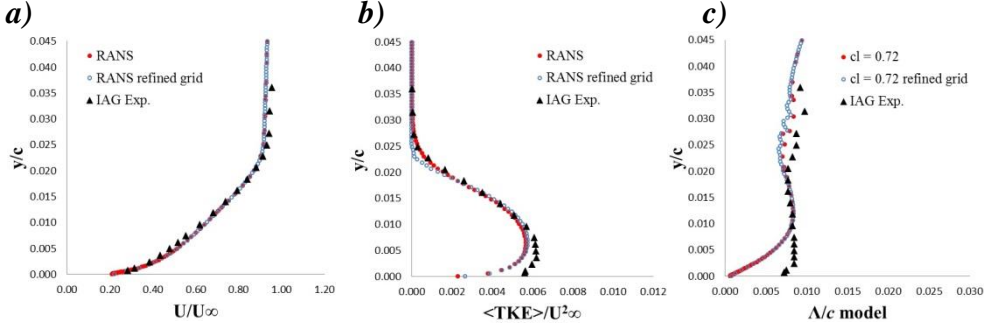 a)
0.045
0.040
0.035
0.030
0.025
0.020
0.015
0.010
0.005
0.000
y/c
0.00 0.20 0.40 0.60 0.80 1.00 1.20
U/U∞
RANS
RANS refined grid
IAG Exp.
b)
0.045
0.040
0.035
0.030
0.025
0.020
0.015
0.010
0.005
0.000
y/c
0.000 0.002 0.004 0.006 0.008 0.010 0.012
<TKE>/U²∞
RANS
RANS refined grid
IAG Exp.
c)
0.045
0.040
0.035
0.030
0.025
0.020
0.015
0.010
0.005
0.000
y/c
0.000 0.005 0.010 0.015 0.020 0.025 0.030
Λ/c model
cl = 0.72
cl = 0.72 refined grid
IAG Exp.